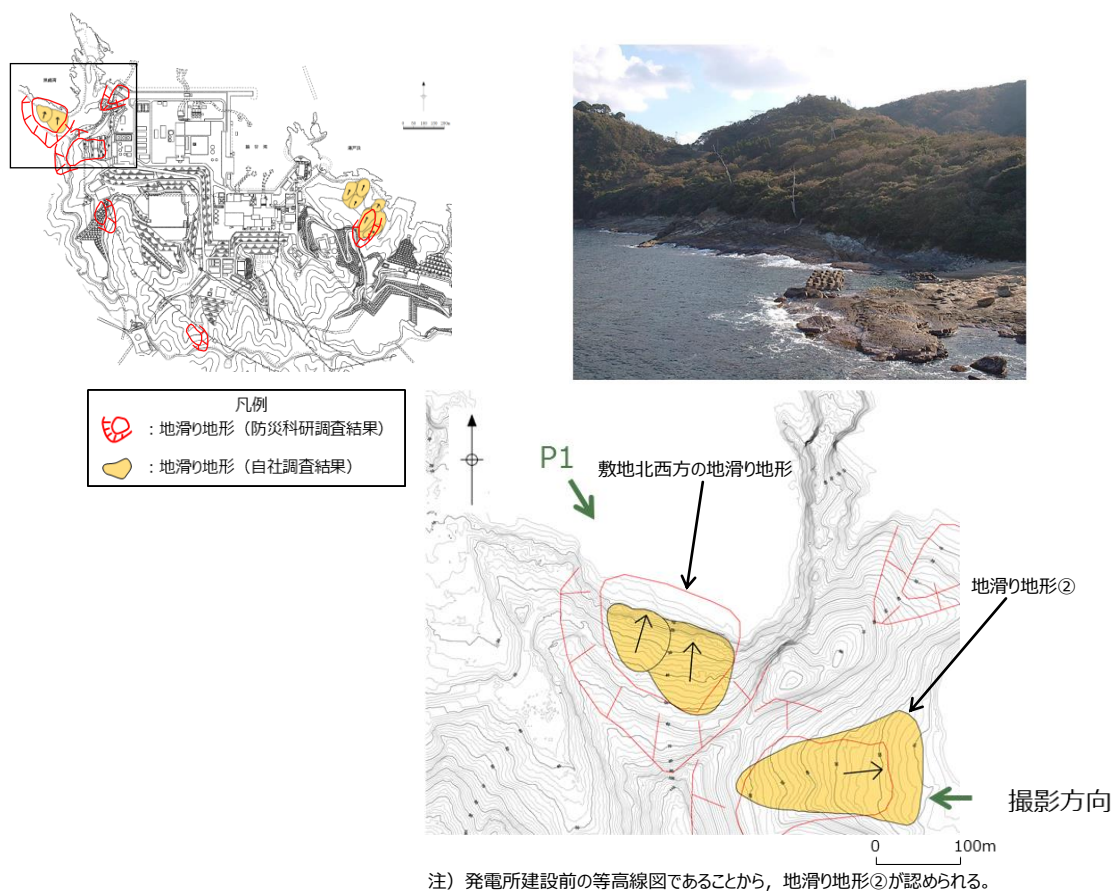 凡例
：地滑り地形（防災科研調査結果）
：地滑り地形（自社調査結果）
P1
敷地北西方の地滑り地形
地滑り地形②
撮影方向
0 100m
注）発電所建設前の等高線図であることから，地滑り地形②が認められる。